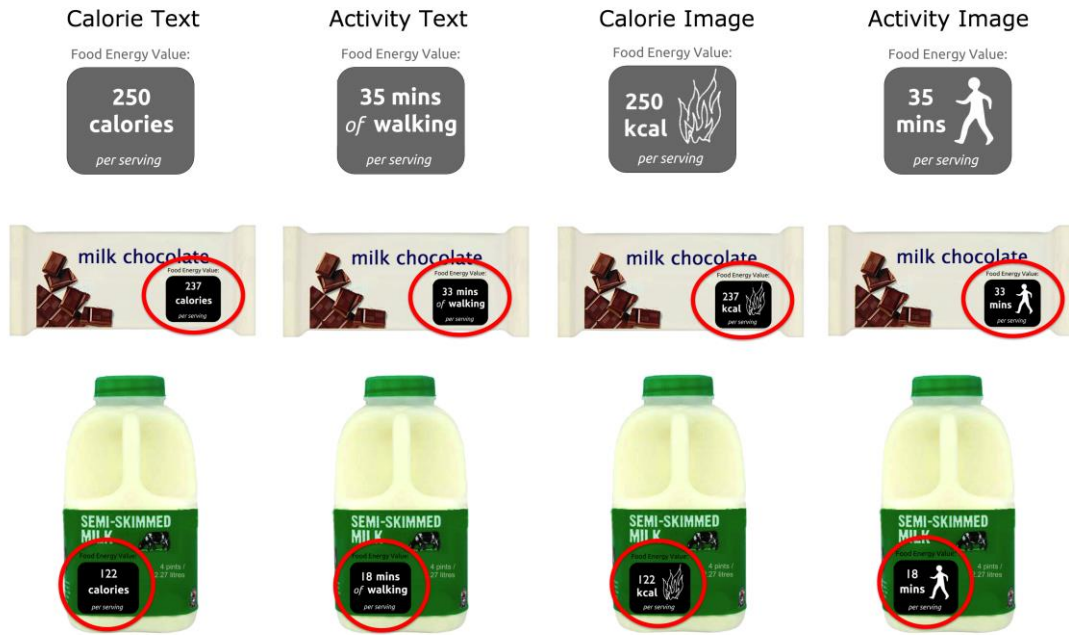 Calorie Text
Activity Text
Calorie Image
Activity Image
Food Energy Value:
250
calories
per serving
Food Energy Value:
35 mins
of walking
per serving
Food Energy Value:
250
kcal
per serving
Food Energy Value:
35
mins
per serving
milk chocolate
Food Energy Value:
237
calories
per serving
milk chocolate
Food Energy Value:
33 mins
of walking
per serving
milk chocolate
Food Energy Value:
237
kcal
per serving
milk chocolate
Food Energy Value:
33
mins
per serving
SEMI-SKIMMED
MILK
Food Energy Value:
4 pints /
2.27 litres
122
calories
per serving
SEMI-SKIMMED
MILK
Food Energy Value:
4 pints /
2.27 litres
18 mins
of walking
per serving
SEMI-SKIMMED
MILK
Food Energy Value:
4 pints /
2.27 litres
122
kcal
per serving
SEMI-SKIMMED
MILK
Food Energy Value:
4 pints /
2.27 litres
18
mins
per serving